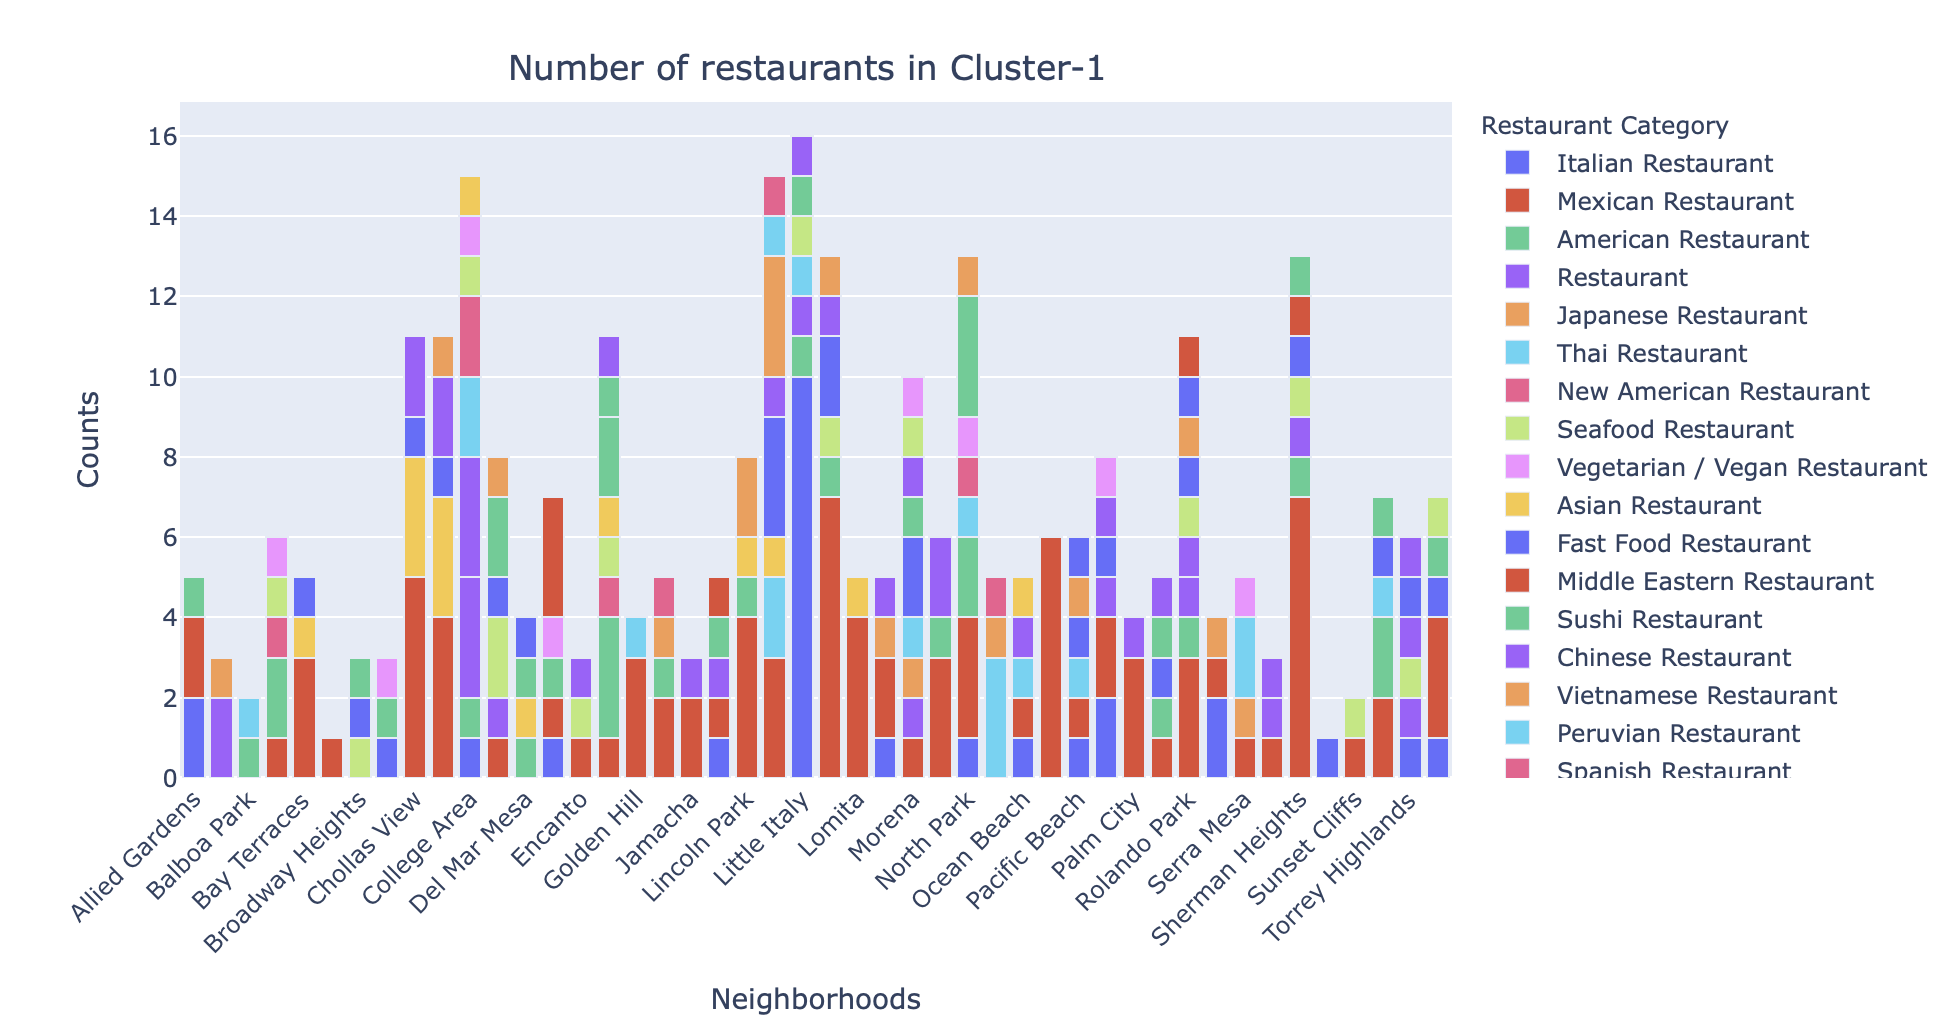 Number of restaurants in Cluster-1
Restaurant Category
Italian Restaurant
Mexican Restaurant
American Restaurant
Restaurant
Japanese Restaurant
Thai Restaurant
New American Restaurant
Seafood Restaurant
Vegetarian / Vegan Restaurant
Asian Restaurant
Fast Food Restaurant
Middle Eastern Restaurant
Sushi Restaurant
Chinese Restaurant
Vietnamese Restaurant
Peruvian Restaurant
Spanish Restaurant
Counts
16
14
12
10
8
6
4
2
0
Allied Gardens
Balboa Park
Bay Terraces
Broadway Heights
Chollas View
College Area
Del Mar Mesa
Encanto
Golden Hill
Jamacha
Lincoln Park
Little Italy
Lomita
Morena
North Park
Ocean Beach
Pacific Beach
Palm City
Rolando Park
Serra Mesa
Sherman Heights
Sunset Cliffs
Torrey Highlands
Neighborhoods